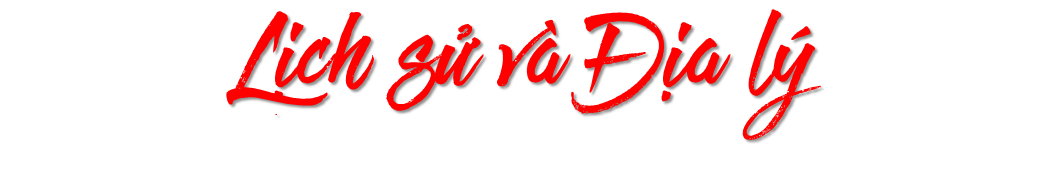 Lịch sử và Địa lý